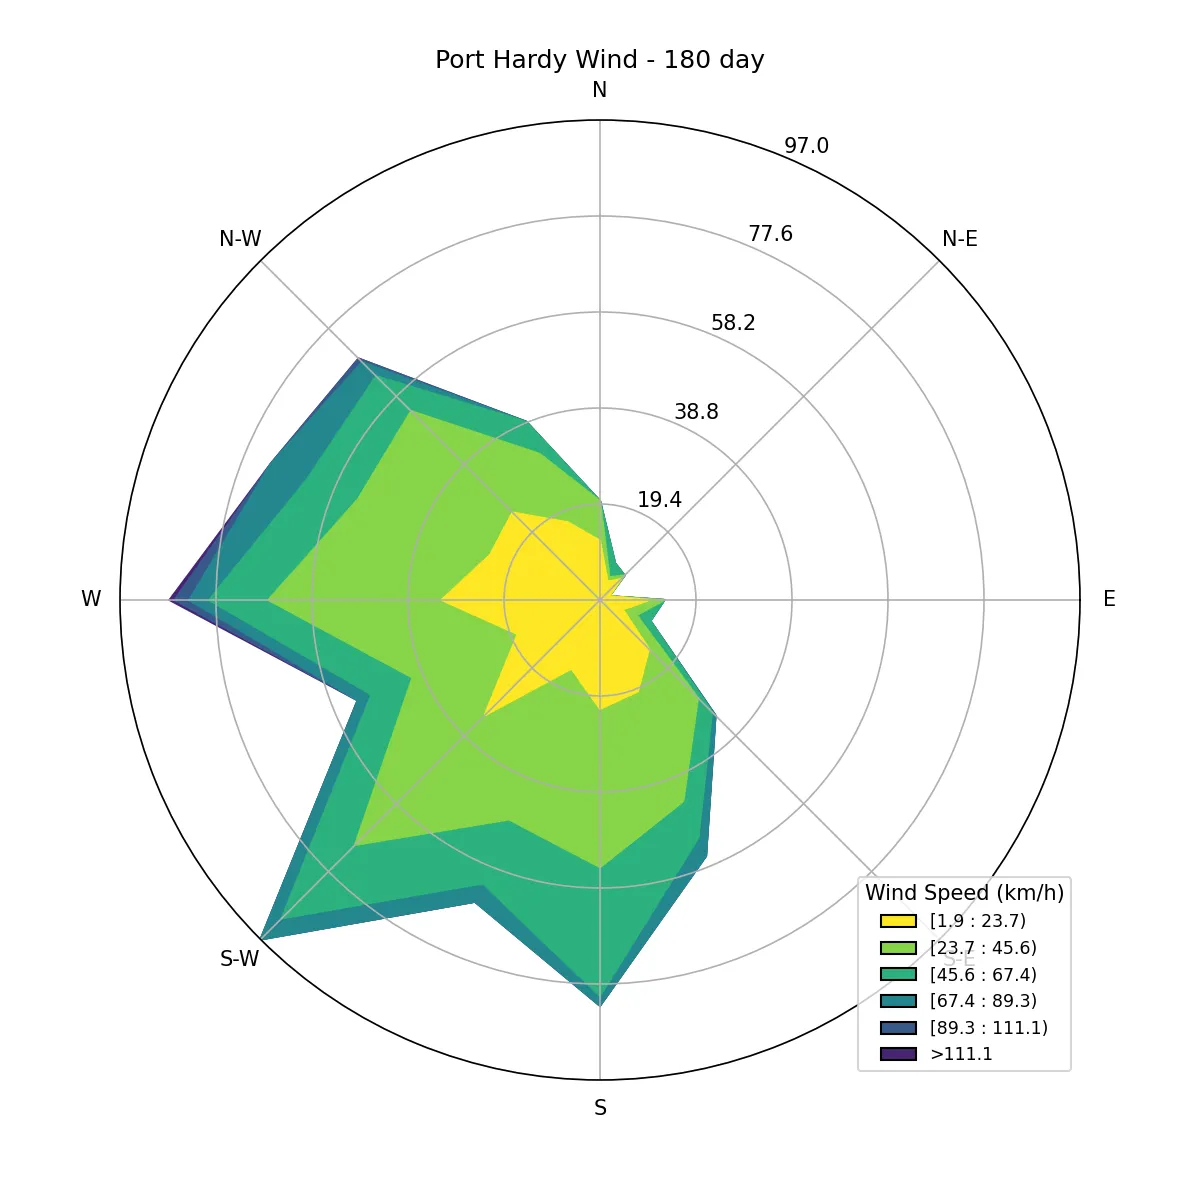 Port Hardy Wind - 180 day
N
97.0
77.6
N-W
N-E
58.2
38.8
19.4
W
E
S-W
S-E
S
Wind Speed (km/h)
[1.9 : 23.7)
[23.7 : 45.6)
[45.6 : 67.4)
[67.4 : 89.3)
[89.3 : 111.1)
>111.1